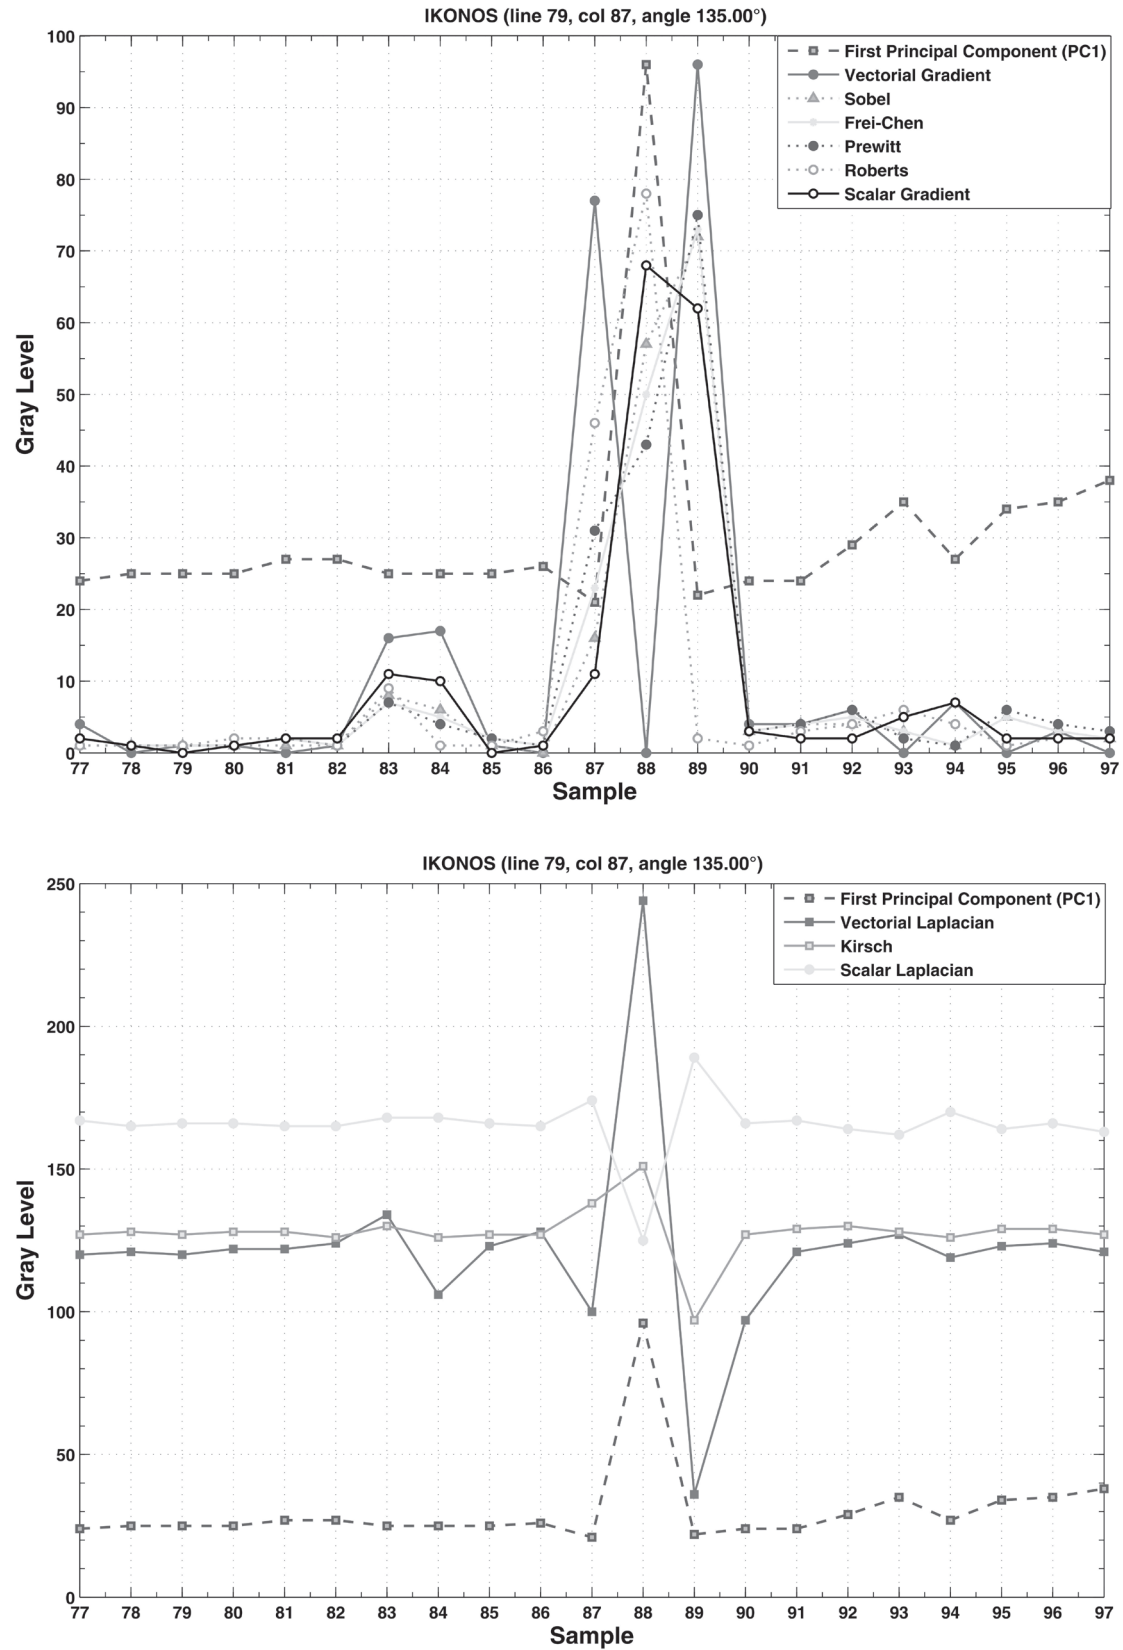 IKONOS (line 79, col 87, angle 135.00°)
100
90
80
70
60
50
40
30
20
10
0
Gray Level
First Principal Component (PC1)
Vectorial Gradient
Sobel
Frei-Chen
Prewitt
Roberts
Scalar Gradient
77 78 79 80 81 82 83 84 85 86 87 88 89 90 91 92 93 94 95 96 97
Sample
IKONOS (line 79, col 87, angle 135.00°)
250
200
150
100
50
0
Gray Level
First Principal Component (PC1)
Vectorial Laplacian
Kirsch
Scalar Laplacian
77 78 79 80 81 82 83 84 85 86 87 88 89 90 91 92 93 94 95 96 97
Sample